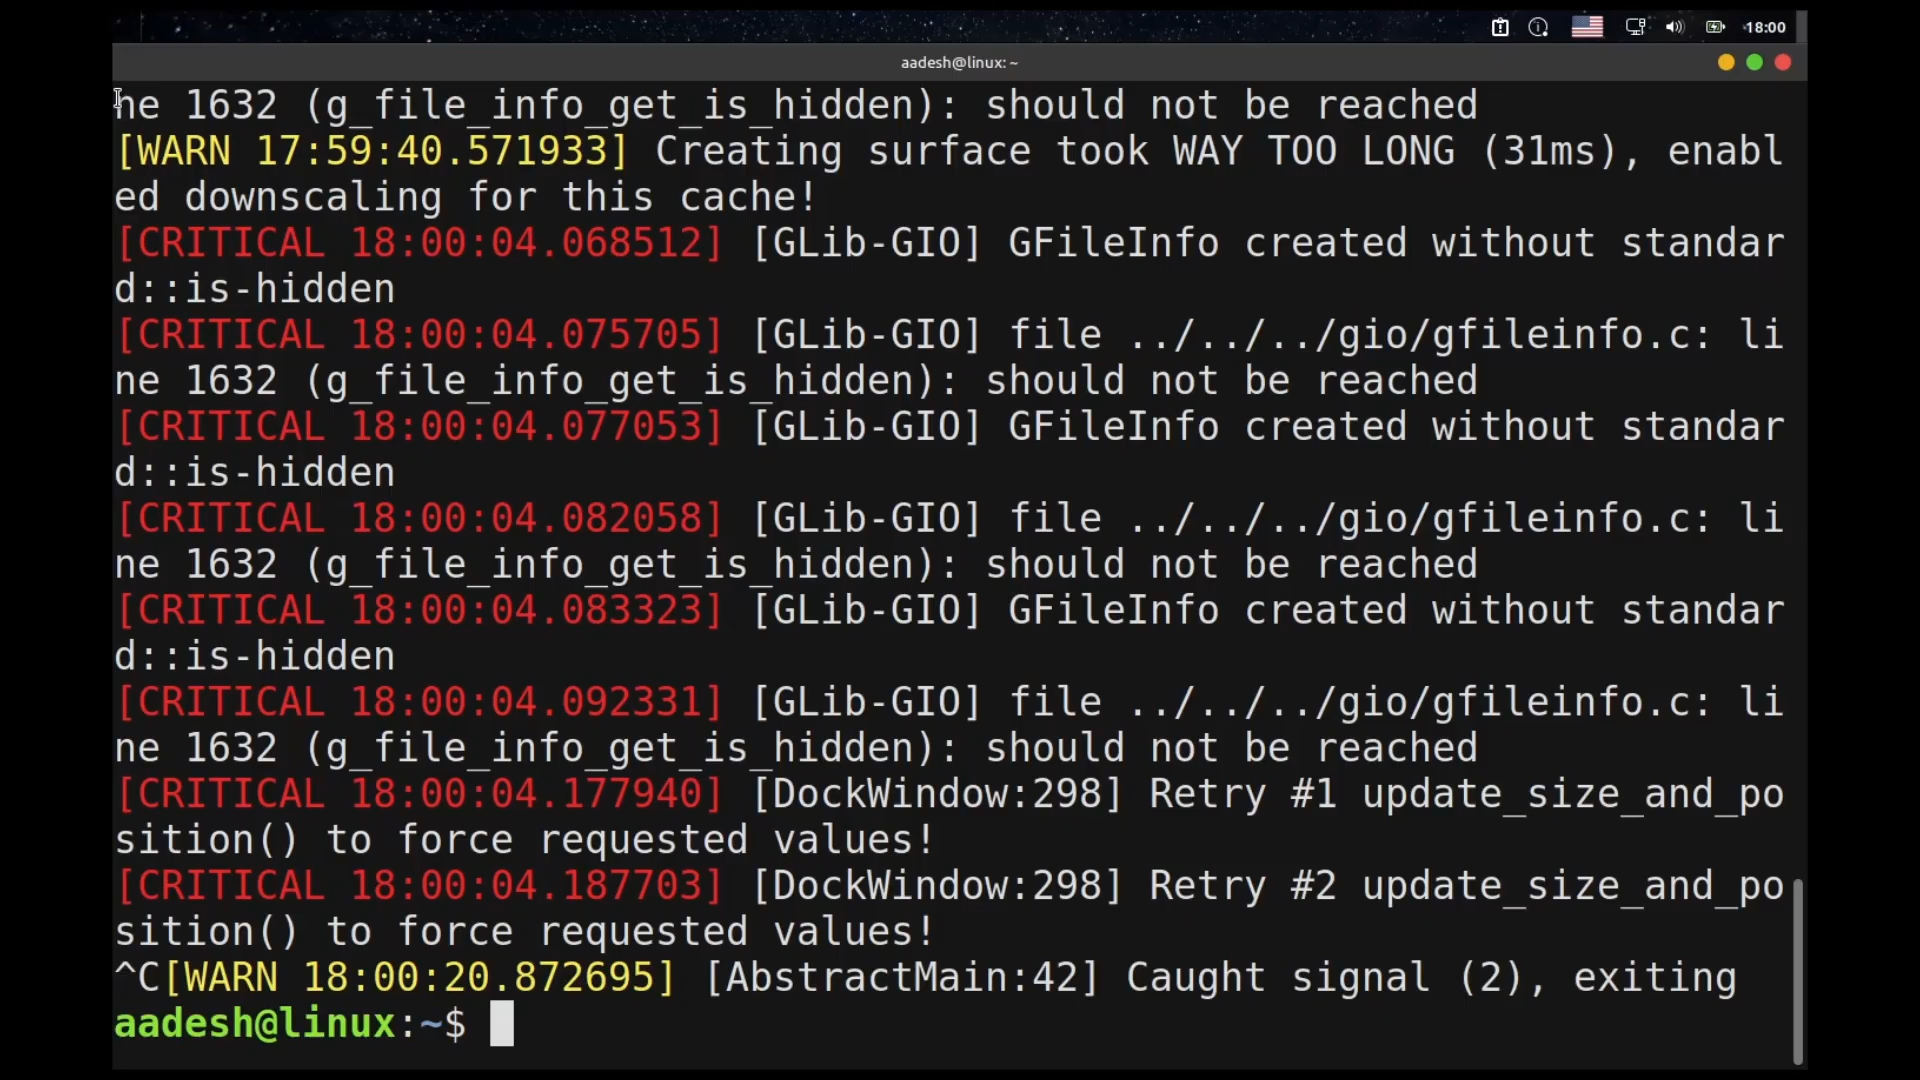 18:00
aadesh@linux: ~
ne 1632 (g_file_info_get_is_hidden): should not be reached
[WARN 17:59:40.571933] Creating surface took WAY TOO LONG (31ms), enabl
ed downscaling for this cache!
[CRITICAL 18:00:04.068512] [GLib-GIO] GFileInfo created without standar
d::is-hidden
[CRITICAL 18:00:04.075705] [GLib-GIO] file ../../../gio/gfileinfo.c: li
ne 1632 (g_file_info_get_is_hidden): should not be reached
[CRITICAL 18:00:04.077053] [GLib-GIO] GFileInfo created without standar
d::is-hidden
[CRITICAL 18:00:04.082058] [GLib-GIO] file ../../../gio/gfileinfo.c: li
ne 1632 (g_file_info_get_is_hidden): should not be reached
[CRITICAL 18:00:04.083323] [GLib-GIO] GFileInfo created without standar
d::is-hidden
[CRITICAL 18:00:04.092331] [GLib-GIO] file ../../../gio/gfileinfo.c: li
ne 1632 (g_file_info_get_is_hidden): should not be reached
[CRITICAL 18:00:04.177940] [DockWindow:298] Retry #1 update_size_and_po
sition() to force requested values!
[CRITICAL 18:00:04.187703] [DockWindow:298] Retry #2 update_size_and_po
sition() to force requested values!
^C[WARN 18:00:20.872695] [AbstractMain:42] Caught signal (2), exiting
aadesh@linux:~$